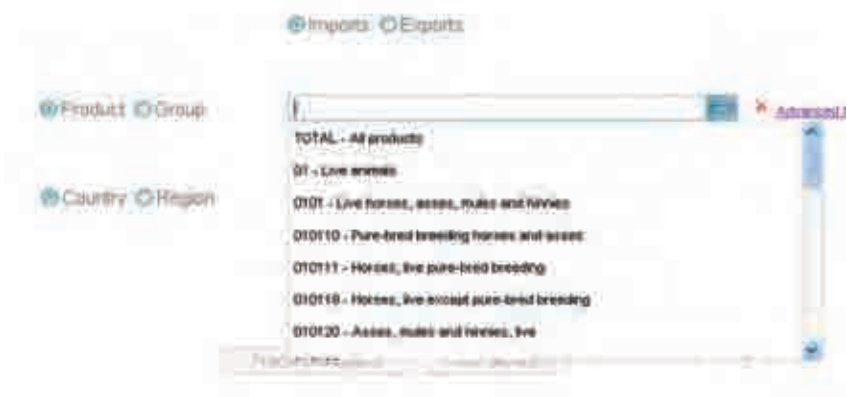 Imports Exports
Product Group
Advanced
TOTAL - All products
01 - Live animals
Country Region
0101 - Live horses, asses, mules and hinnies
010110 - Pure-bred breeding horses and asses
010111 - Horses, live pure-bred breeding
010119 - Horses, live except pure-bred breeding
010120 - Asses, mules and hinnies, live